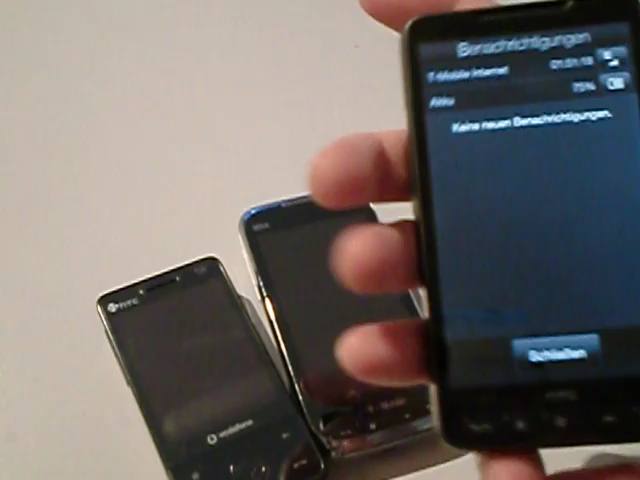 Benachrichtigungen
T-Mobile Internet
Akku 75%
Keine neuen Benachrichtigungen.
Schließen
hTC
vodafone